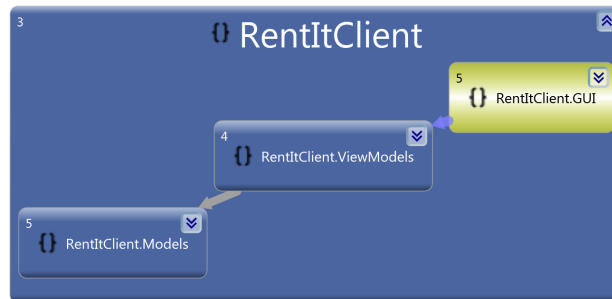 3
{} RentItClient
5
{} RentItClient.GUI
4
{} RentItClient.ViewModels
5
{} RentItClient.Models